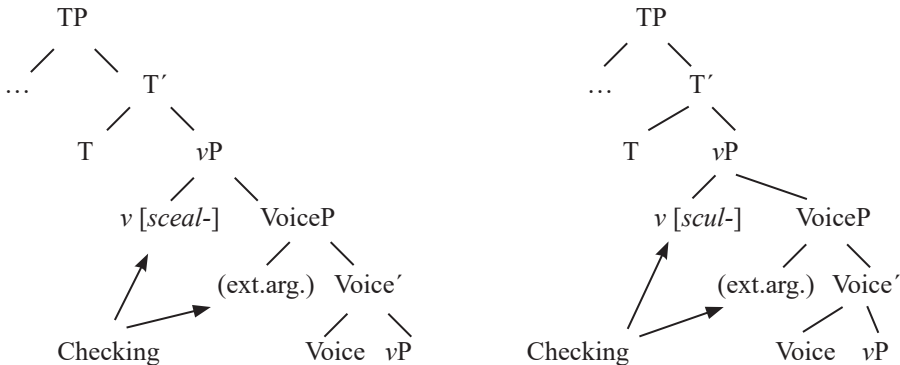 TP TP
… T´ … T´
T vP T vP
v [sceal-] VoiceP v [scul-] VoiceP
(ext.arg.) Voice´ (ext.arg.) Voice´
Checking Voice vP Checking Voice vP